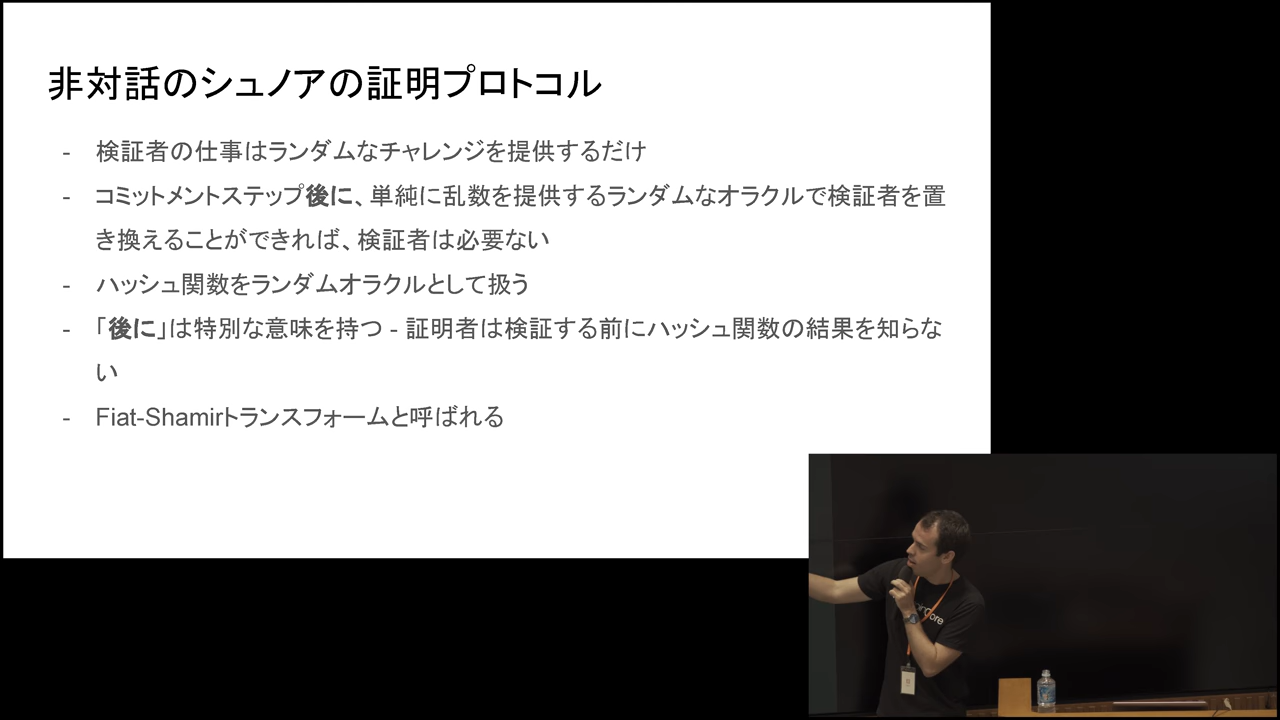 非対話のシュノアの証明プロトコル
- 検証者の仕事はランダムなチャレンジを提供するだけ
- コミットメントステップ後に、単純に乱数を提供するランダムなオラクルで検証者を置
き換えることができれば、検証者は必要ない
- ハッシュ関数をランダムオラクルとして扱う
- 「後に」は特別な意味を持つ - 証明者は検証する前にハッシュ関数の結果を知らな
い
- Fiat-Shamirトランスフォームと呼ばれる